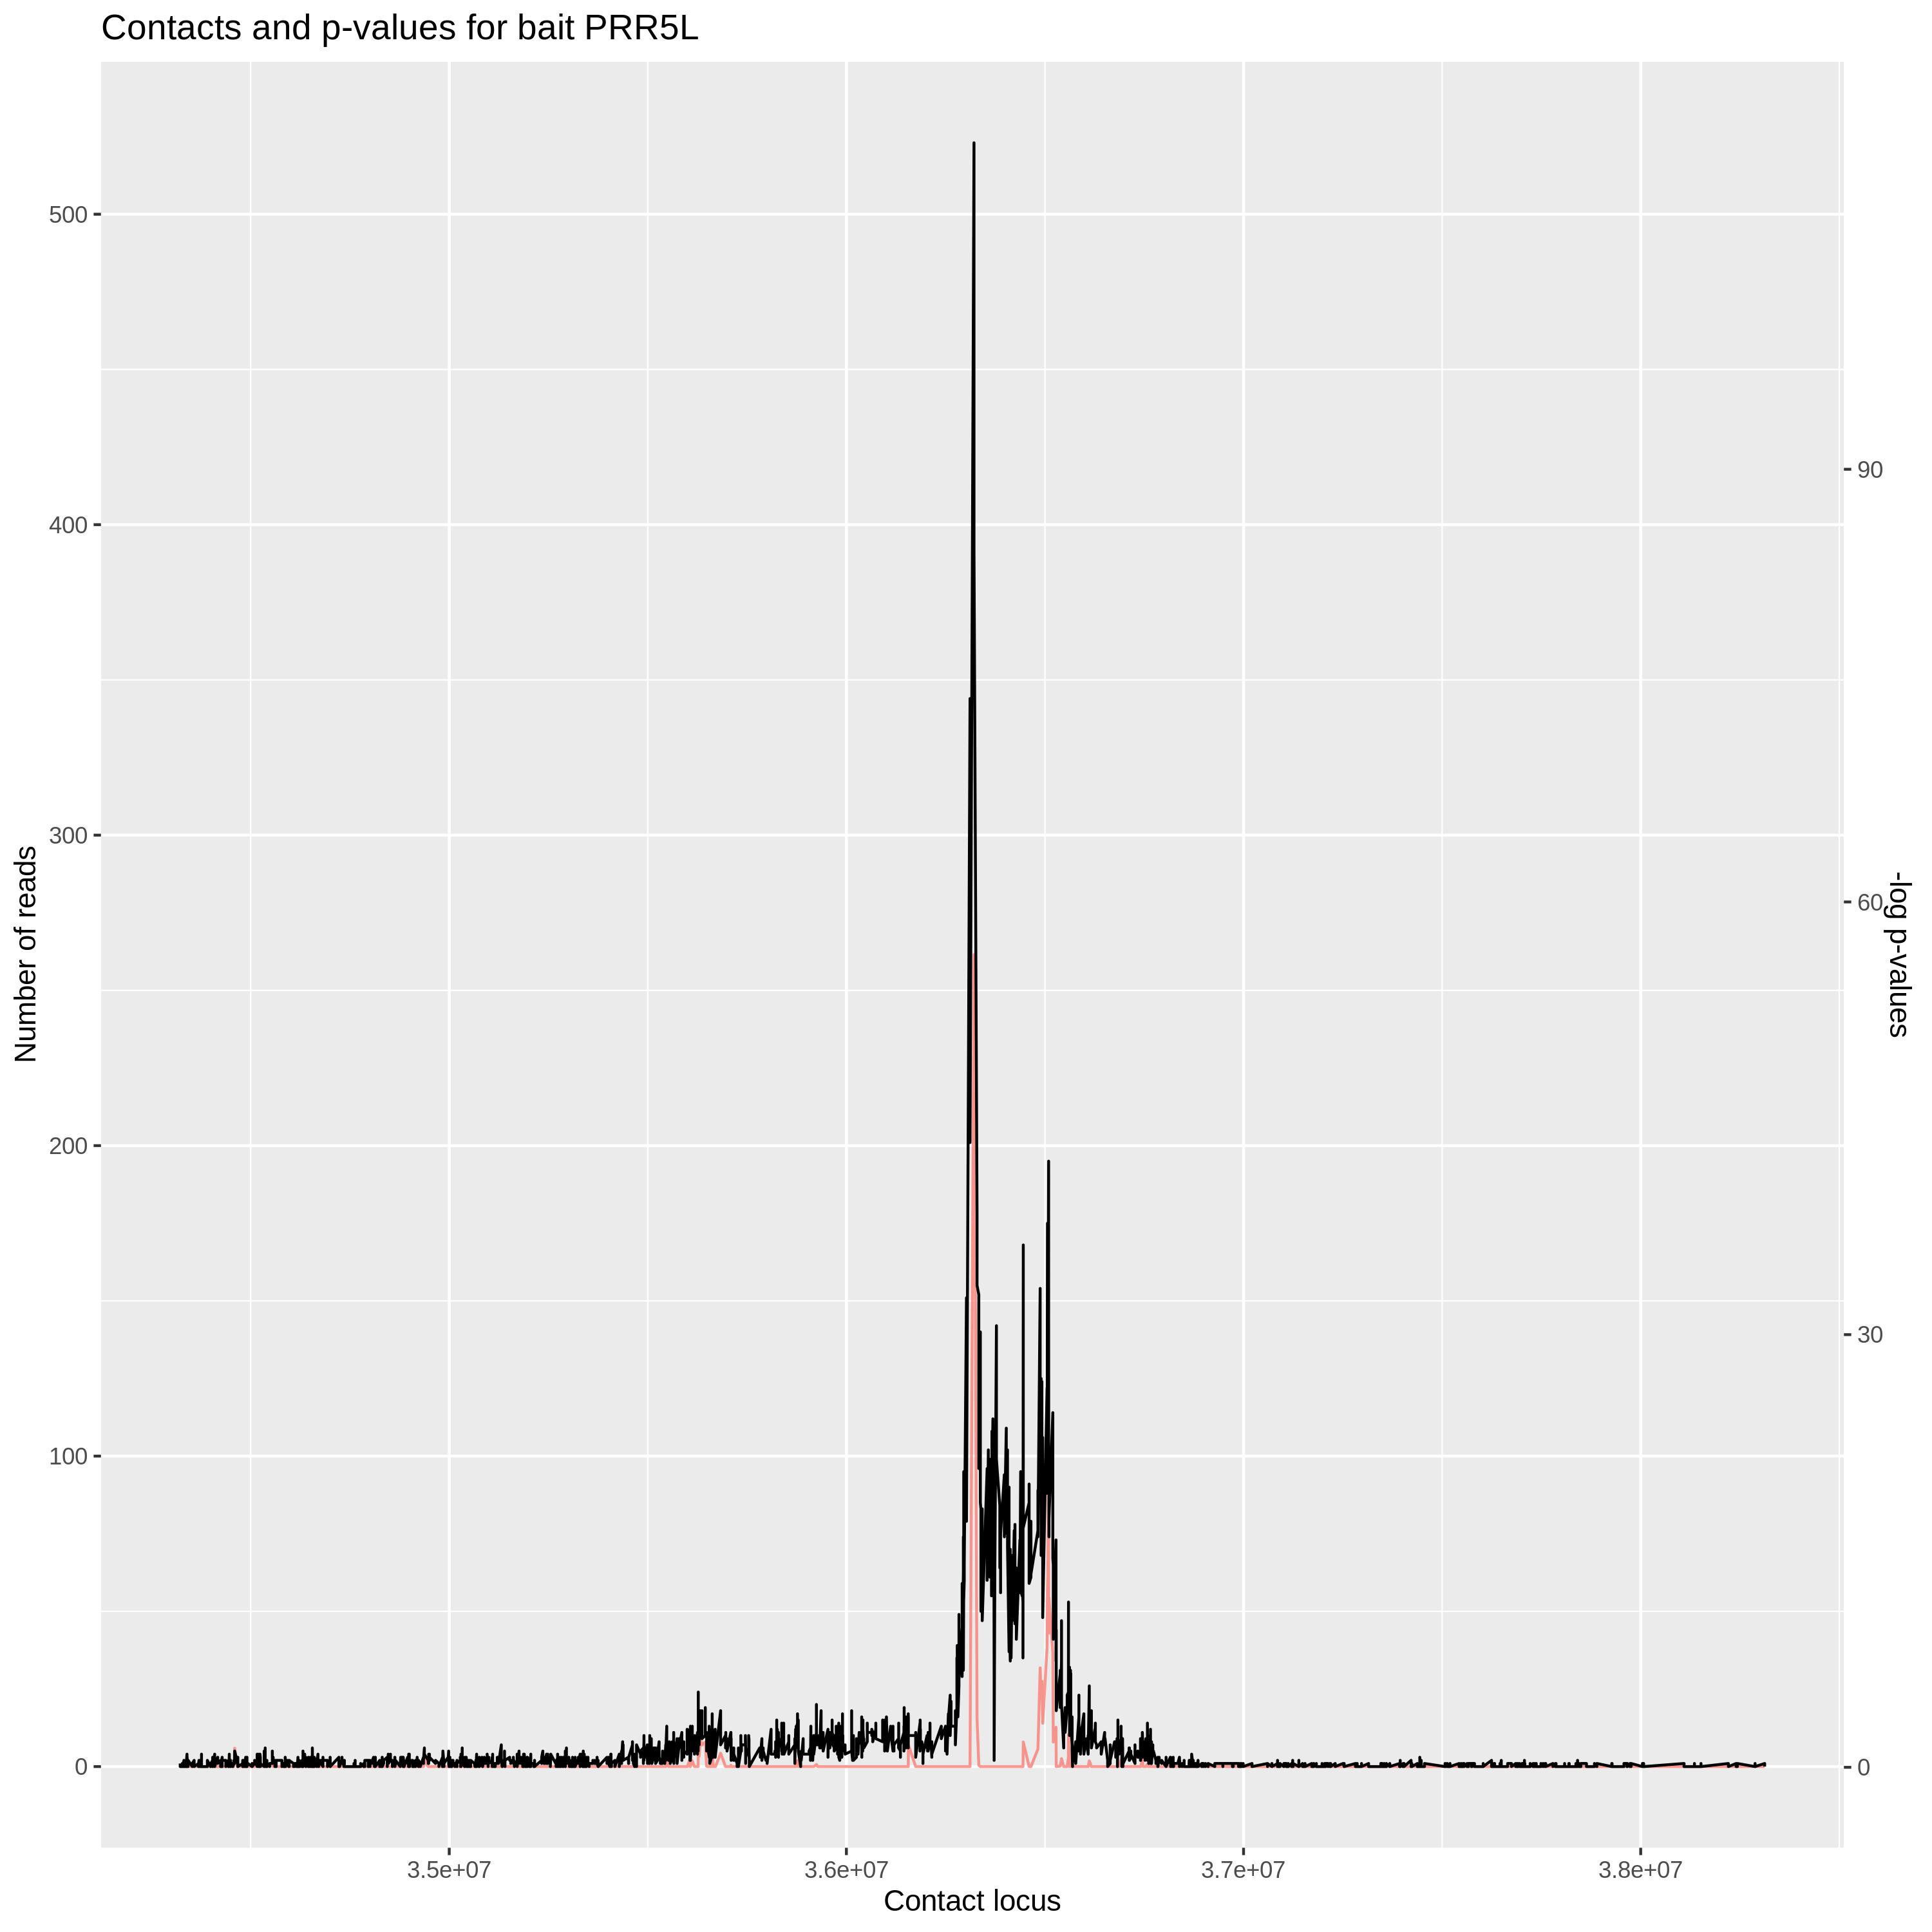 Contacts and p-values for bait PRR5L
Number of reads
500
400
300
200
100
0
90
60
30
0
-log p-values
3.5e+07
3.6e+07
3.7e+07
3.8e+07
Contact locus